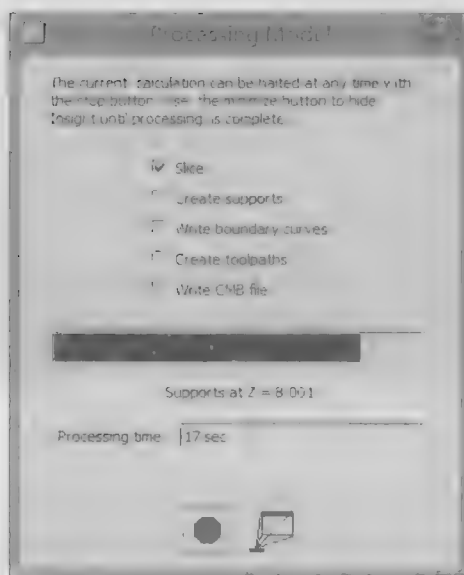 Processing Model
The current calculation can be halted at any time with
the stop button. Use the minimize button to hide
Insight until processing is complete.
Slice
Create supports
Write boundary curves
Create toolpaths
Write CMB file
Supports at Z = 8.001
Processing time 17 sec